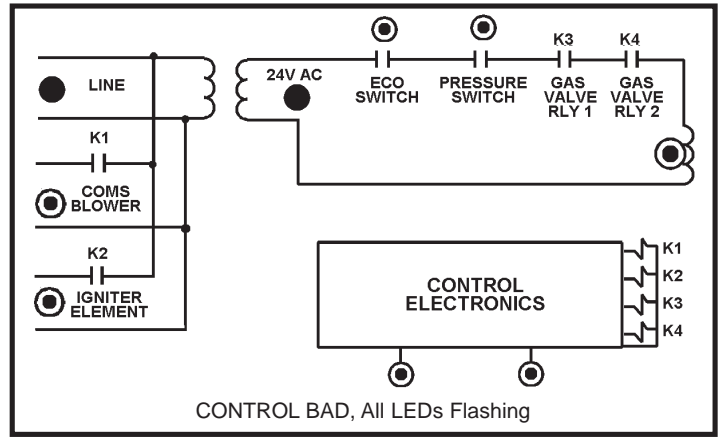 LINE
24V AC
ECO
SWITCH
PRESSURE
SWITCH
K3
GAS
VALVE
RLY 1
K4
GAS
VALVE
RLY 2
K1
COMS
BLOWER
K2
IGNITER
ELEMENT
CONTROL
ELECTRONICS
K1
K2
K3
K4
CONTROL BAD, All LEDs Flashing